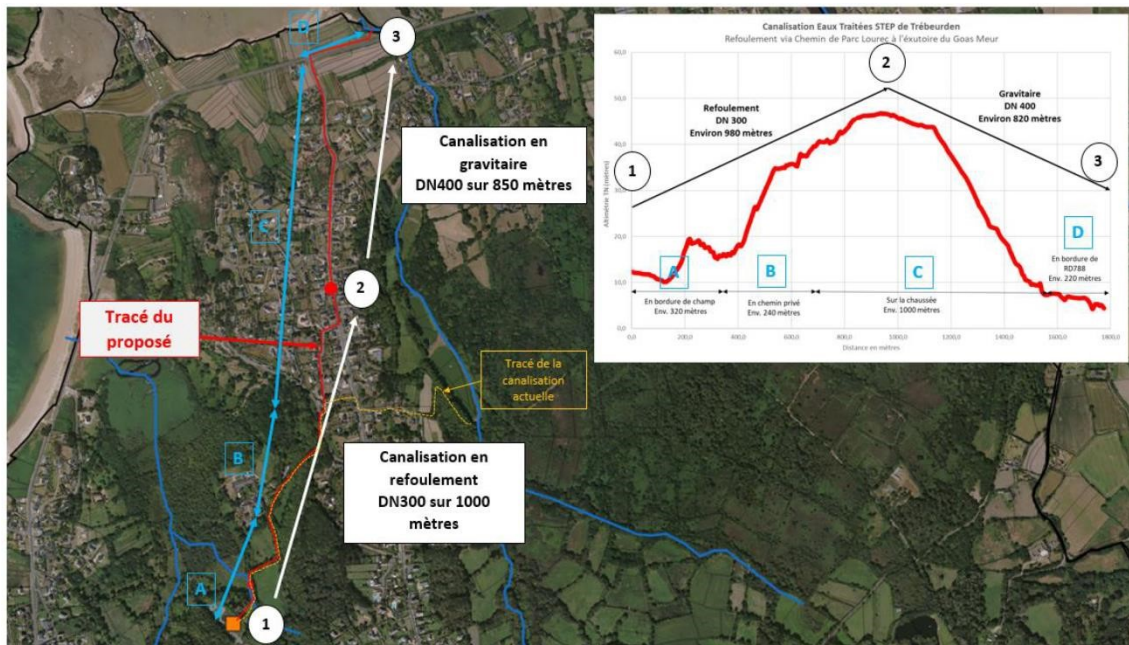 D
3
Canalisation en
gravitaire
DN400 sur 850 mètres
C
2
Tracé du
proposé
Tracé de la
canalisation
actuelle
B
Canalisation en
refoulement
DN300 sur 1000
mètres
A
1
Canalisation Eaux Traitées STEP de Trébeurden
Refoulement via Chemin de Parc Lourec à l'éxutoire du Goas Meur
60,0
50,0
40,0
30,0
20,0
10,0
0,0
Altimétrie TN (mètres)
1
Refoulement
DN 300
Environ 980 mètres
2
Gravitaire
DN 400
Environ 820 mètres
3
A
En bordure de champ
Env. 320 mètres
B
En chemin privé
Env. 240 mètres
C
Sur la chaussée
Env. 1000 mètres
D
En bordure de
RD788
Env. 220 mètres
0,0 200,0 400,0 600,0 800,0 1000,0 1200,0 1400,0 1600,0 1800,0
Distance en mètres